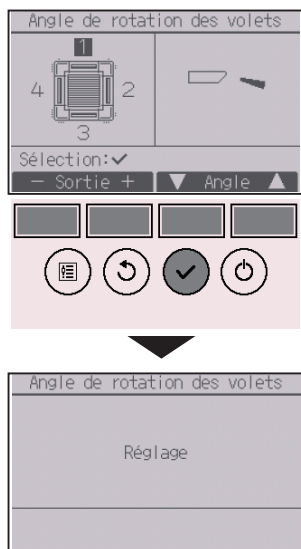 Angle de rotation des volets
1
4
2
3
Sélection:✔
− Sortie +
▼ Angle ▲
Angle de rotation des volets
Réglage